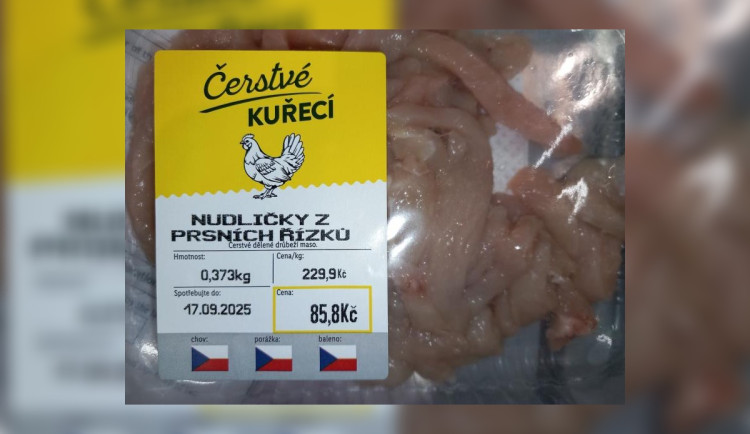 Čerstvé
KUŘECÍ
NUDLIČKY Z
PRSNÍCH ŘÍZKŮ
Čerstvé dělené drůbeží maso.
Hmotnost:
0,373kg
Cena/kg:
229,9Kč
Spotřebujte do:
17.09.2025
Cena:
85,8Kč
chov:
porážka:
baleno: